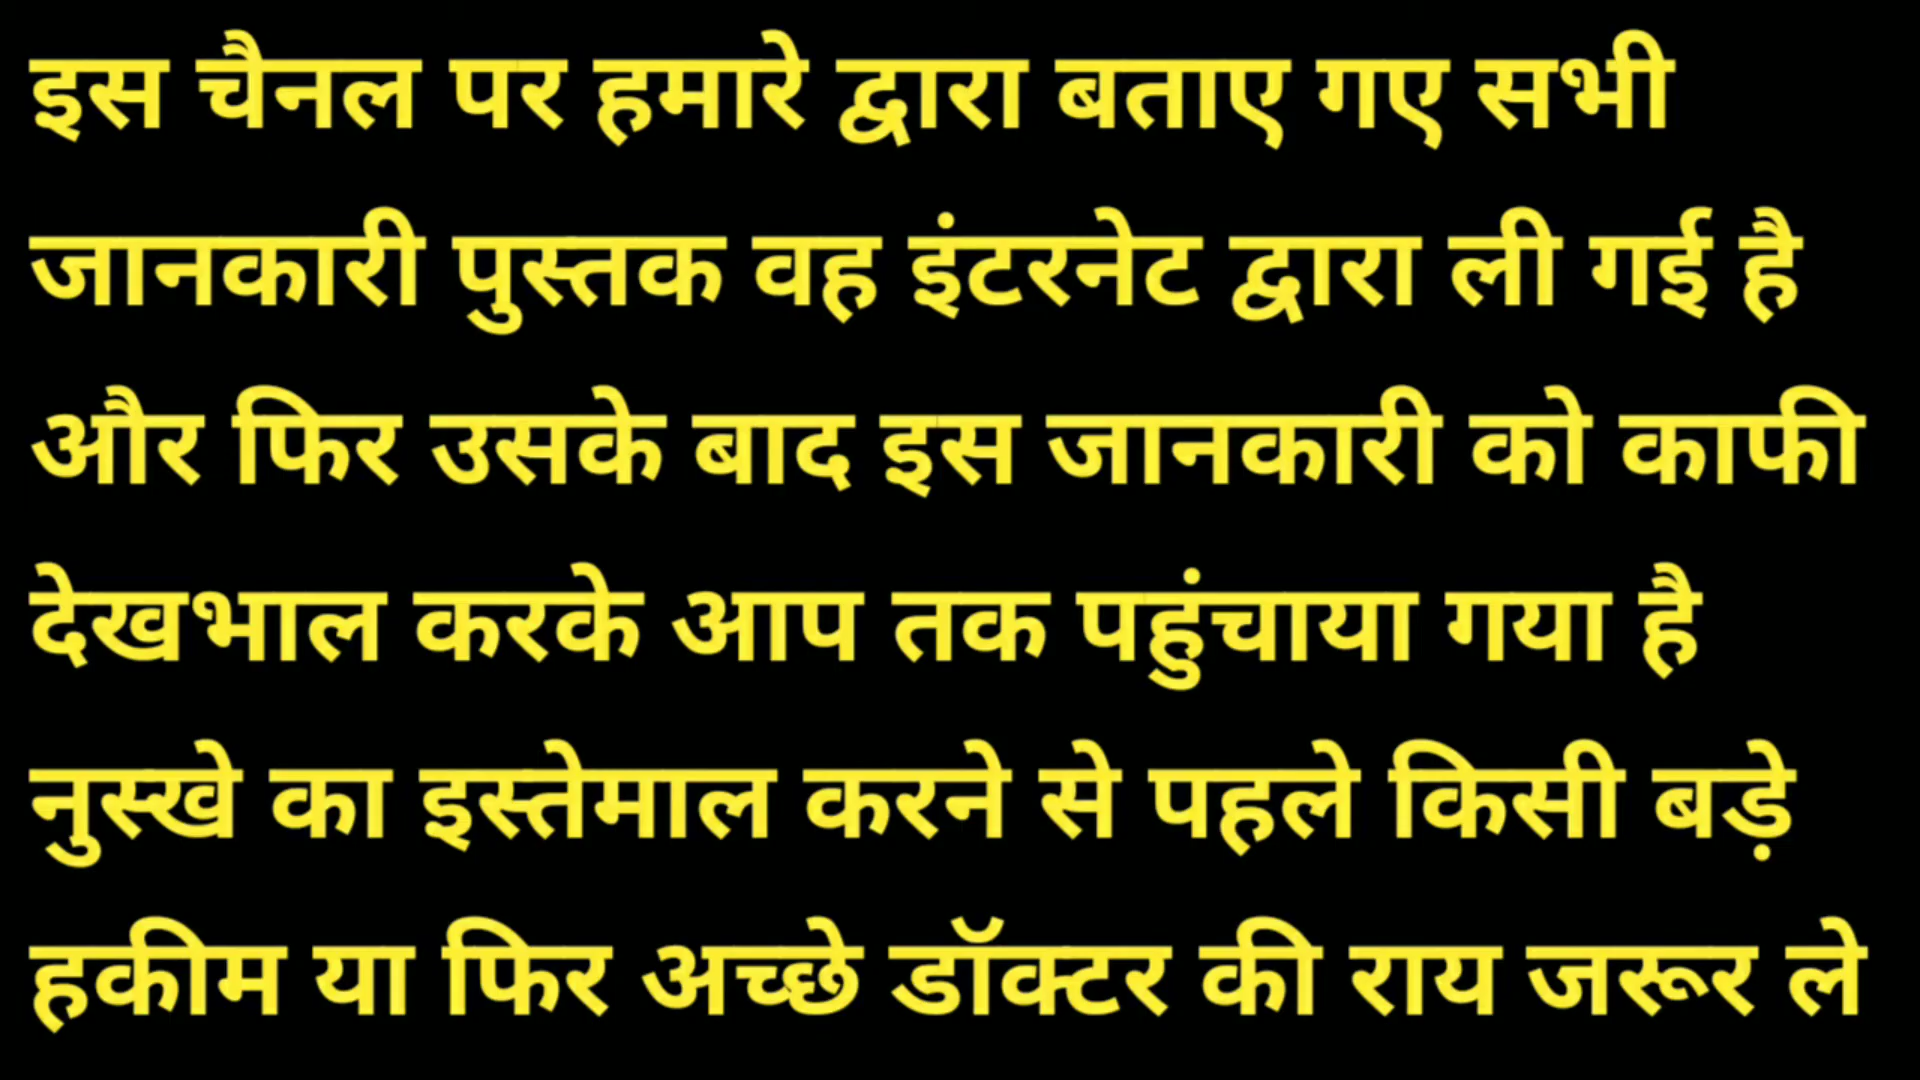 इस चैनल पर हमारे द्वारा बताए गए सभी
जानकारी पुस्तक वह इंटरनेट द्वारा ली गई है
और फिर उसके बाद इस जानकारी को काफी
देखभाल करके आप तक पहुंचाया गया है
नुस्खे का इस्तेमाल करने से पहले किसी बड़े
हकीम या फिर अच्छे डॉक्टर की राय जरूर ले